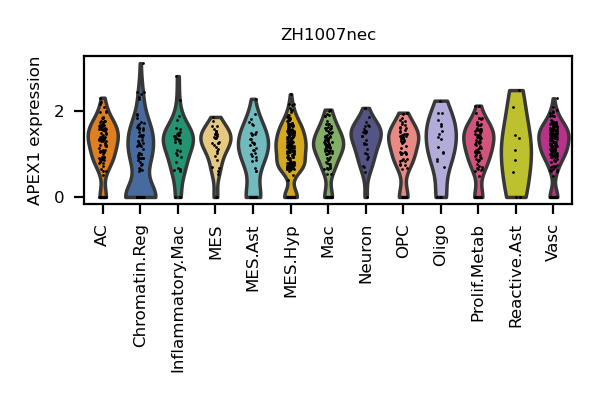 ZH1007nec
APEX1 expression
2
0
AC
Chromatin.Reg
Inflammatory.Mac
MES
MES.Ast
MES.Hyp
Mac
Neuron
OPC
Oligo
Prolif.Metab
Reactive.Ast
Vasc